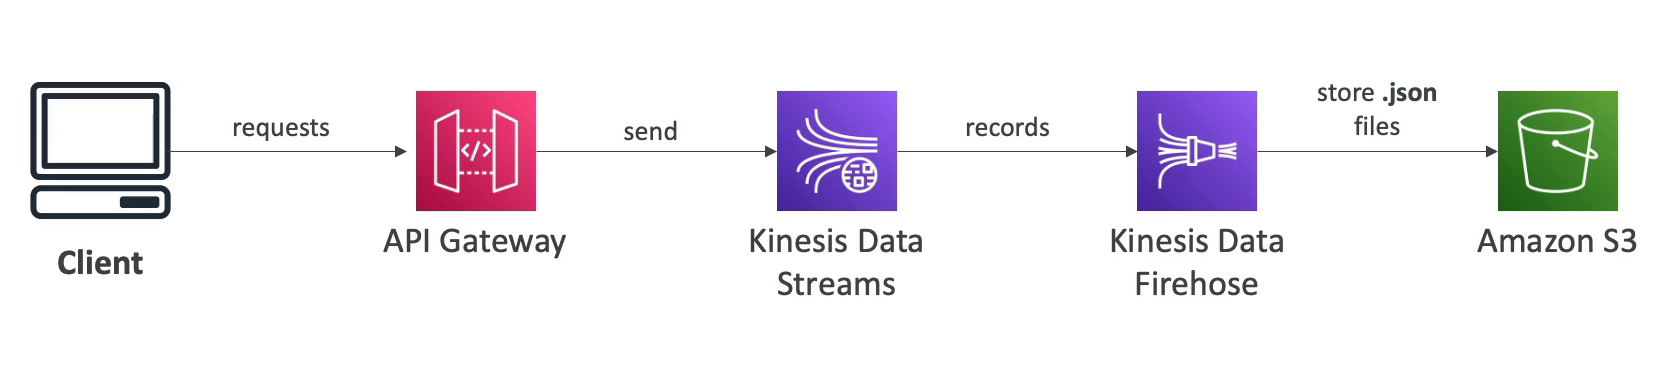 requests
send
records
store .json
files
</>
Client
API Gateway
Kinesis Data
Streams
Kinesis Data
Firehose
Amazon S3